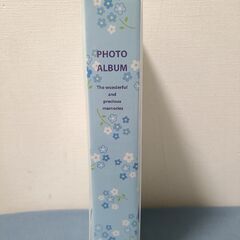 PHOTO
ALBUM
The wonderful
and
precious
memories